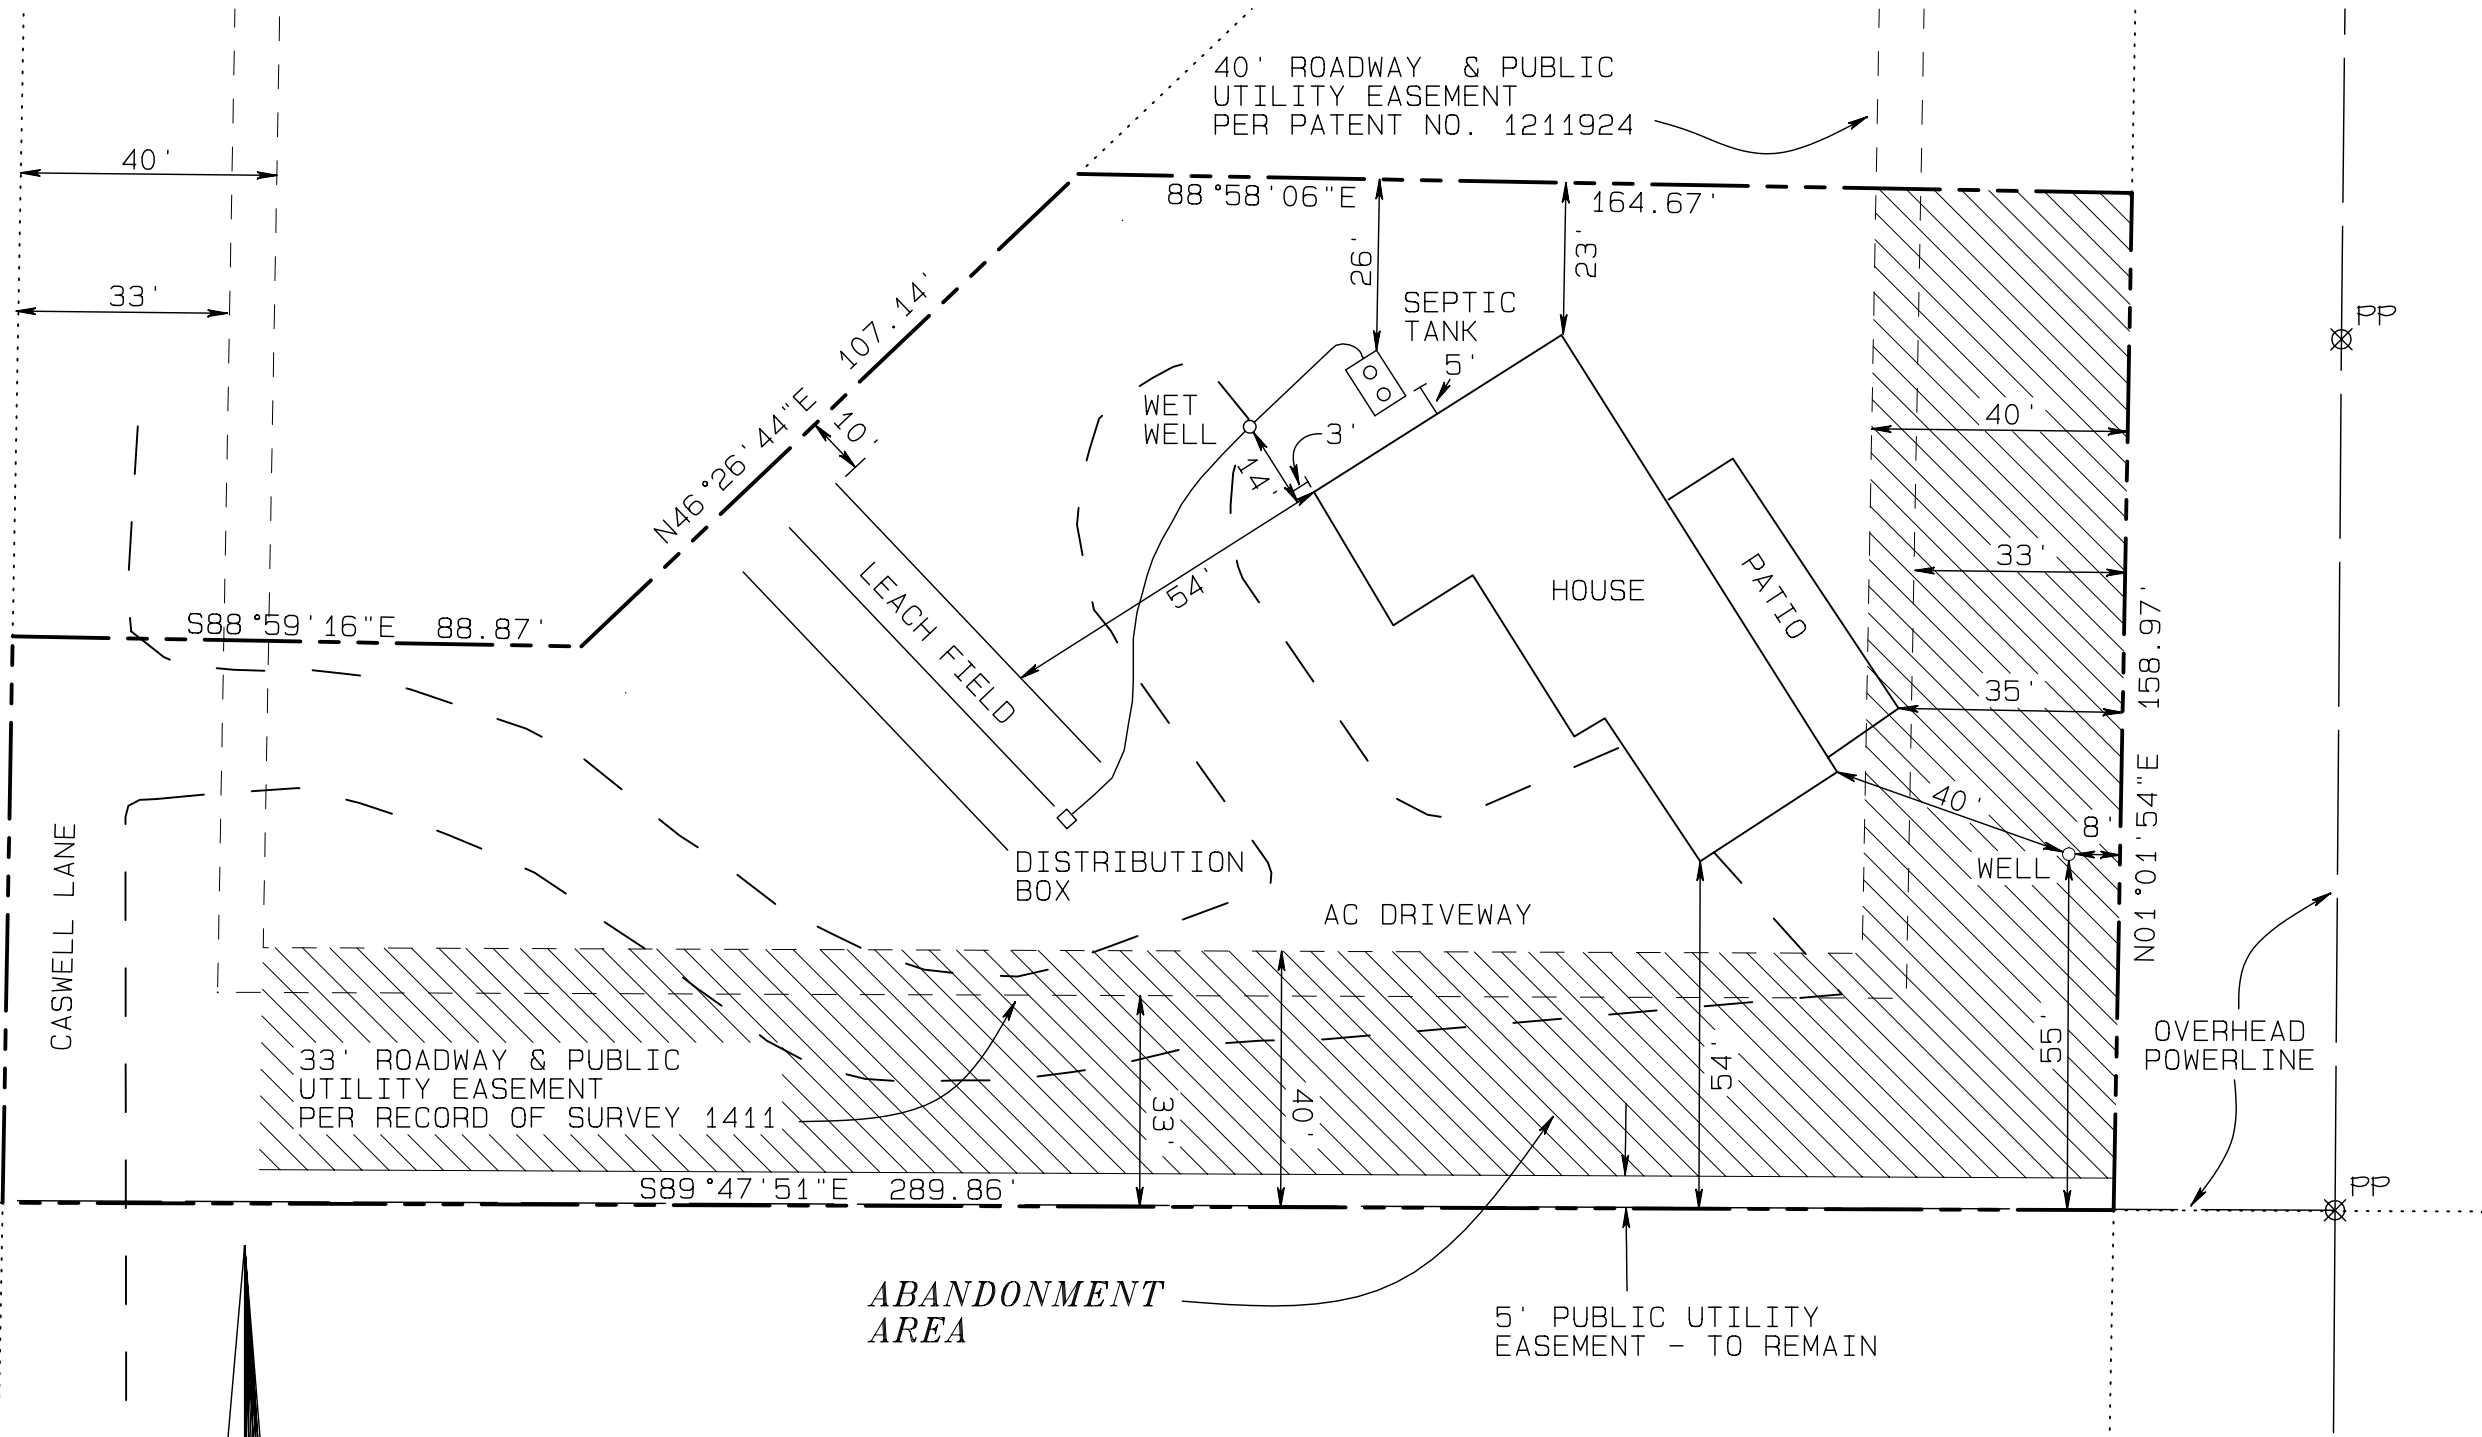 40' ROADWAY & PUBLIC
UTILITY EASEMENT
PER PATENT NO. 1211924
40'
88°58'06"E 164.67'
26'
23'
33'
SEPTIC
TANK
5'
PP
N46°26'44"E 107.14'
10'
WET
WELL
3'
14'
40'
33'
54'
LEACH FIELD
HOUSE
PATIO
S88°59'16"E 88.87'
35'
N01°01'54"E 158.97'
40'
8'
WELL
DISTRIBUTION
BOX
AC DRIVEWAY
CASWELL LANE
33' ROADWAY & PUBLIC
UTILITY EASEMENT
PER RECORD OF SURVEY 1411
33'
40'
54'
55'
OVERHEAD
POWERLINE
S89°47'51"E 289.86'
PP
ABANDONMENT
AREA
5' PUBLIC UTILITY
EASEMENT - TO REMAIN